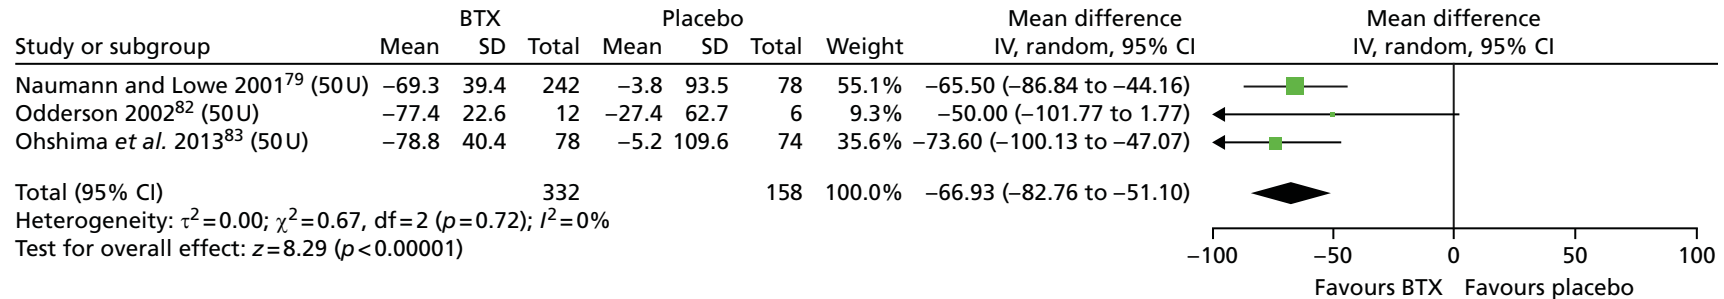 BTX Placebo Mean difference Mean difference
Study or subgroup Mean SD Total Mean SD Total Weight IV, random, 95% CI IV, random, 95% CI
Naumann and Lowe 2001⁷⁹ (50 U) −69.3 39.4 242 −3.8 93.5 78 55.1% −65.50 (−86.84 to −44.16)
Odderson 2002⁸² (50 U) −77.4 22.6 12 −27.4 62.7 6 9.3% −50.00 (−101.77 to 1.77)
Ohshima et al. 2013⁸³ (50 U) −78.8 40.4 78 −5.2 109.6 74 35.6% −73.60 (−100.13 to −47.07)
Total (95% CI) 332 158 100.0% −66.93 (−82.76 to −51.10)
Heterogeneity: τ²=0.00; χ²=0.67, df=2 (p=0.72); I²=0%
Test for overall effect: z=8.29 (p<0.00001)
−100 −50 0 50 100
Favours BTX Favours placebo